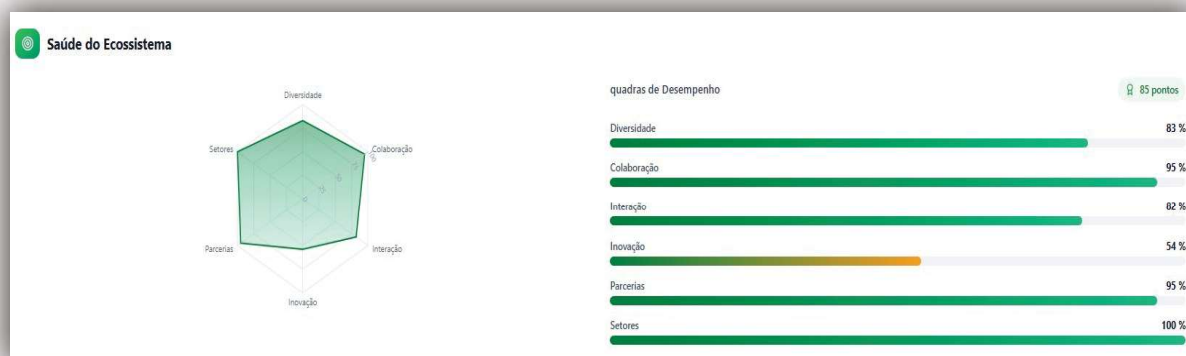 Saúde do Ecossistema
Diversidade
Setores
Colaboração
Parcerias
Interação
Inovação
quadras de Desempenho
85 pontos
Diversidade 83 %
Colaboração 95 %
Interação 82 %
Inovação 54 %
Parcerias 95 %
Setores 100 %